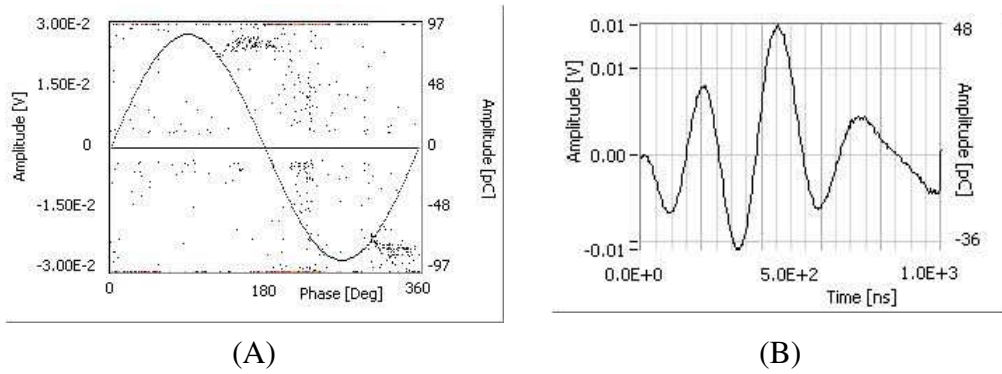 3.00E-2
1.50E-2
0
-1.50E-2
-3.00E-2
Amplitude [V]
97
48
0
-48
-97
Amplitude [pC]
0
180
360
Phase [Deg]
(A)
0.01
0.01
0.00
-0.01
Amplitude [V]
48
-36
Amplitude [pC]
0.0E+0
5.0E+2
1.0E+3
Time [ns]
(B)